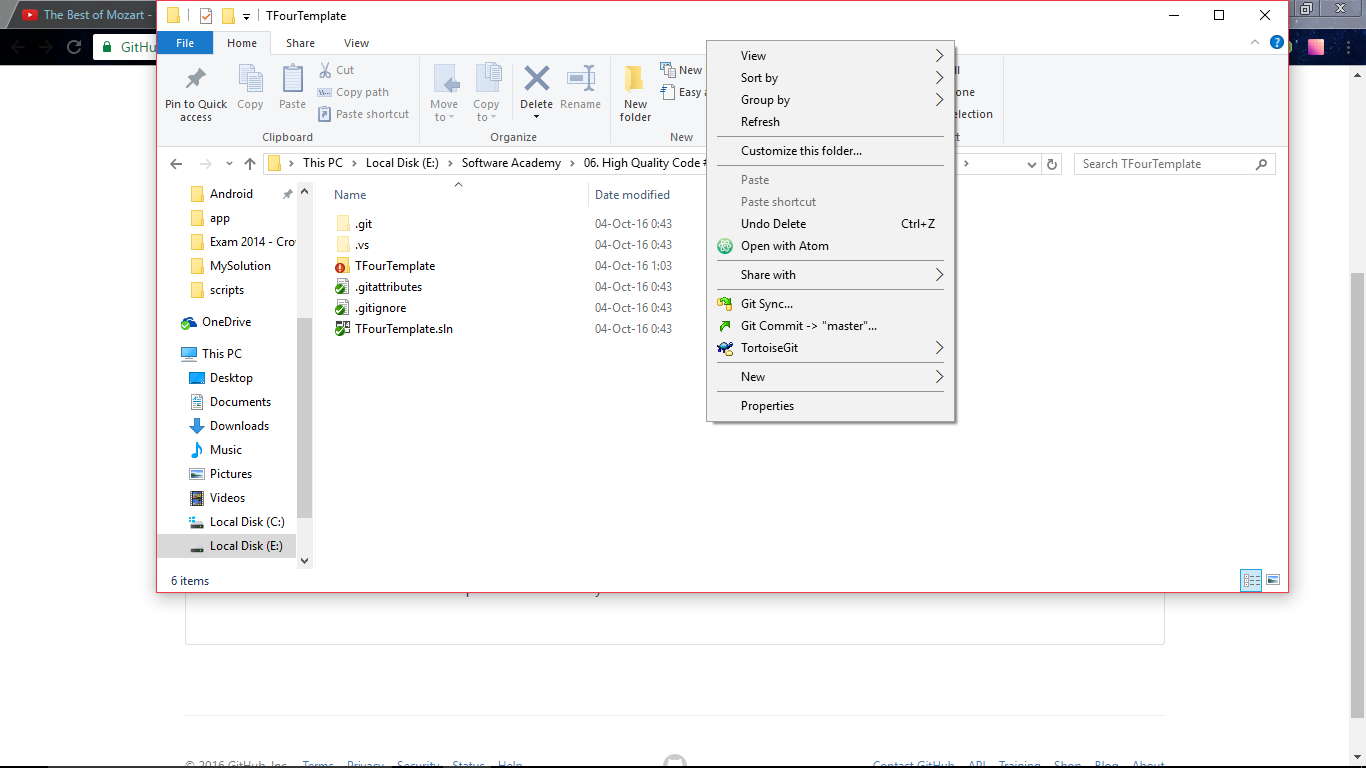 The Best of Mozart -
TFourTemplate
GitHu
File
Home
Share
View
Pin to Quick access
Copy
Paste
Cut
Copy path
Paste shortcut
Move to
Copy to
Delete
Rename
New folder
New
Easy a
Clipboard
Organize
New
This PC
Local Disk (E:)
Software Academy
06. High Quality Code #
Search TFourTemplate
Android
app
Exam 2014 - Cro
MySolution
scripts
OneDrive
This PC
Desktop
Documents
Downloads
Music
Pictures
Videos
Local Disk (C:)
Local Disk (E:)
Name
Date modified
.git
04-Oct-16 0:43
.vs
04-Oct-16 0:43
TFourTemplate
04-Oct-16 1:03
.gitattributes
04-Oct-16 0:43
.gitignore
04-Oct-16 0:43
TFourTemplate.sln
04-Oct-16 0:43
View
Sort by
Group by
Refresh
Customize this folder...
Paste
Paste shortcut
Undo Delete
Ctrl+Z
Open with Atom
Share with
Git Sync...
Git Commit -> "master"...
TortoiseGit
New
Properties
6 items
© 2016 GitHub, Inc.
Terms
Privacy
Security
Status
Help
Contact GitHub
API
Training
Shop
Blog
About